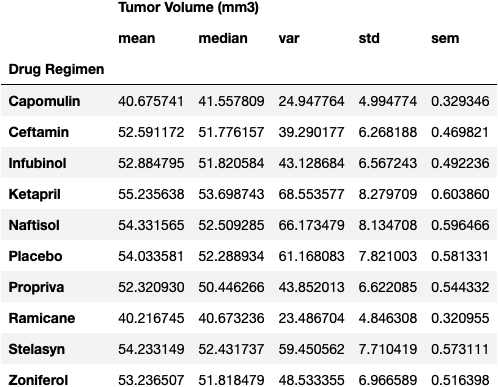 Tumor Volume (mm3)
mean median var std sem
Drug Regimen
Capomulin 40.675741 41.557809 24.947764 4.994774 0.329346
Ceftamin 52.591172 51.776157 39.290177 6.268188 0.469821
Infubinol 52.884795 51.820584 43.128684 6.567243 0.492236
Ketapril 55.235638 53.698743 68.553577 8.279709 0.603860
Naftisol 54.331565 52.509285 66.173479 8.134708 0.596466
Placebo 54.033581 52.288934 61.168083 7.821003 0.581331
Propriva 52.320930 50.446266 43.852013 6.622085 0.544332
Ramicane 40.216745 40.673236 23.486704 4.846308 0.320955
Stelasyn 54.233149 52.431737 59.450562 7.710419 0.573111
Zoniferol 53.236507 51.818479 48.533355 6.966589 0.516398